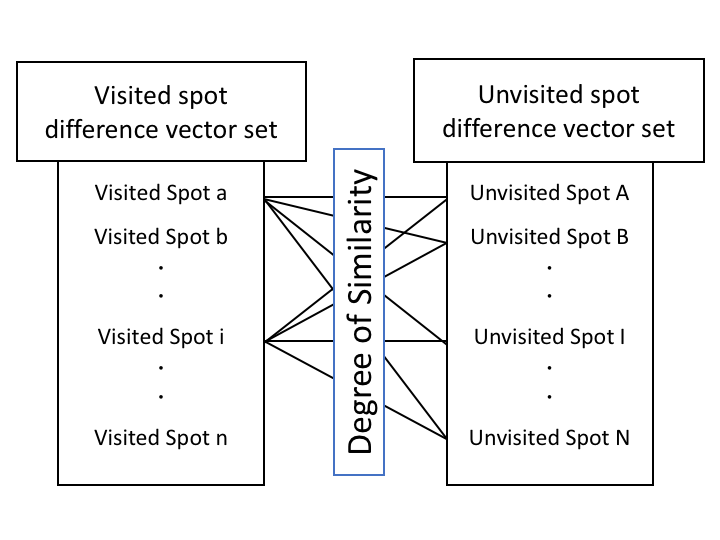 Visited spot
difference vector set
Visited Spot a
Visited Spot b
.
.
Visited Spot i
.
.
Visited Spot n
Degree of Similarity
Unvisited spot
difference vector set
Unvisited Spot A
Unvisited Spot B
.
.
Unvisited Spot I
.
.
Unvisited Spot N